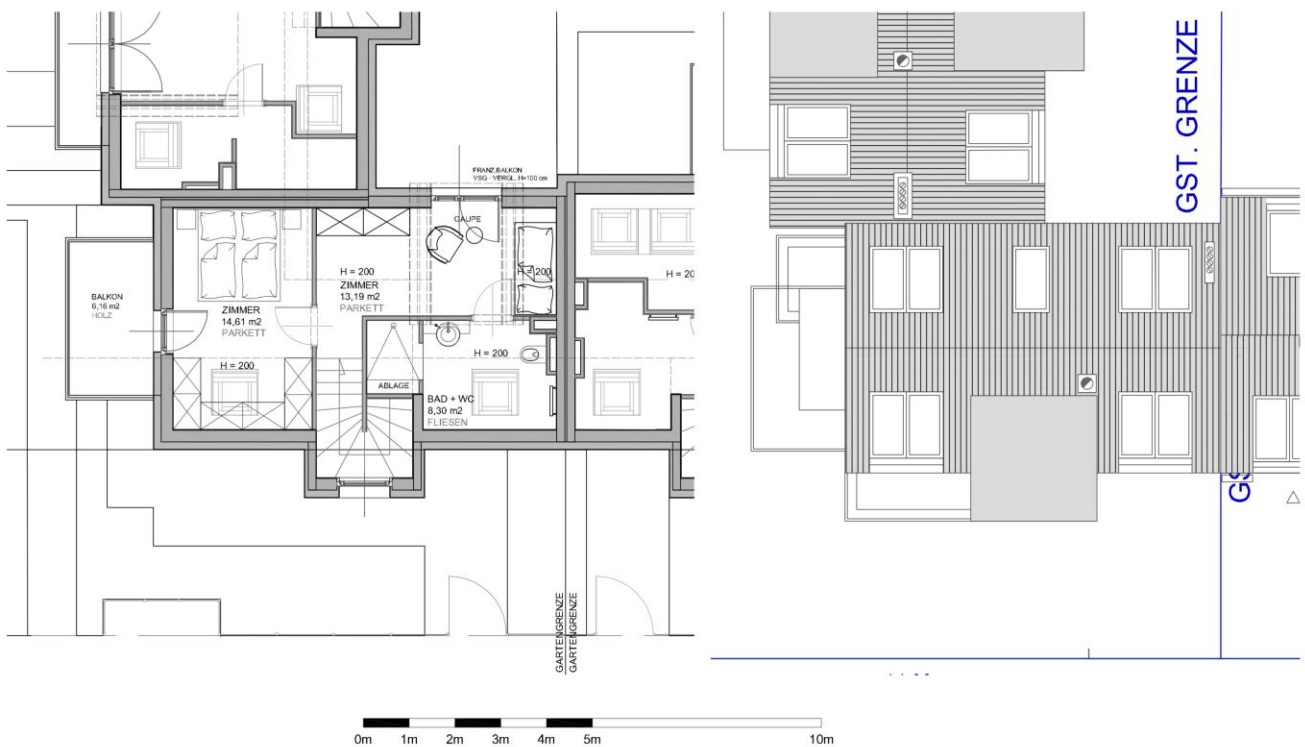 GST. GRENZE
FRANZ.BALKON
VSG - VERGL. H=100 cm
GAUPE
H = 200
ZIMMER
13,19 m2
PARKETT
H = 200
H = 20
BALKON
6,16 m2
HOLZ
ZIMMER
14,61 m2
PARKETT
H = 200
H = 200
ABLAGE
BAD + WC
8,30 m2
FLIESEN
GS
GARTENGRENZE
GARTENGRENZE
0m 1m 2m 3m 4m 5m 10m